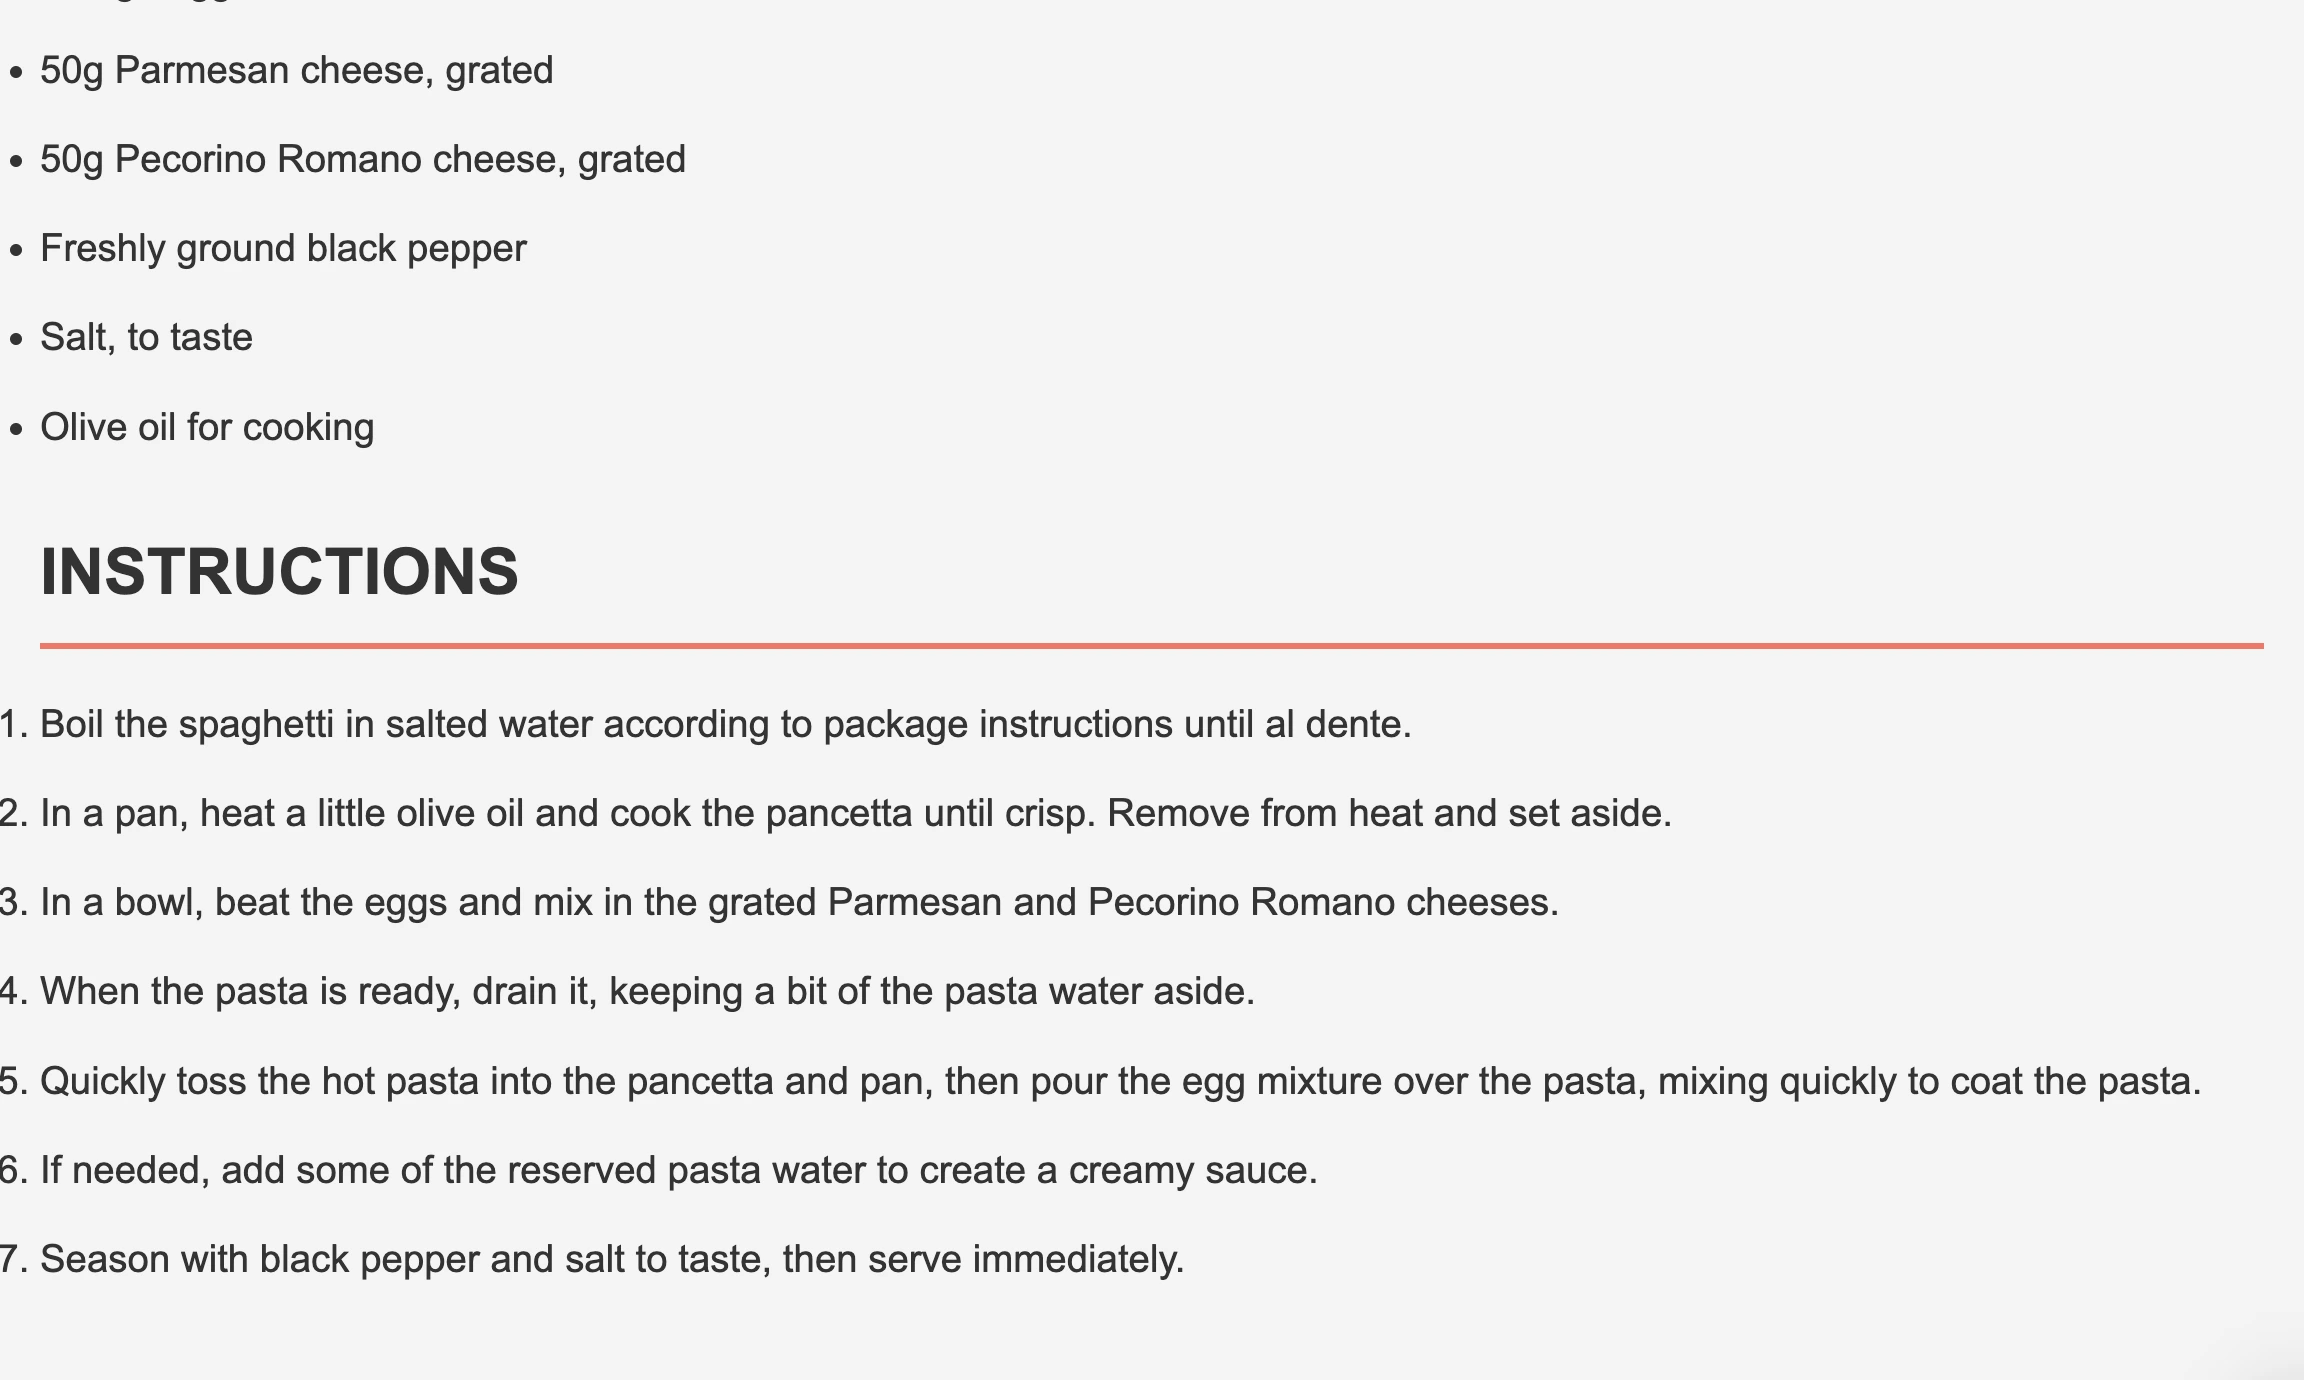 • 50g Parmesan cheese, grated
• 50g Pecorino Romano cheese, grated
• Freshly ground black pepper
• Salt, to taste
• Olive oil for cooking
INSTRUCTIONS
1. Boil the spaghetti in salted water according to package instructions until al dente.
2. In a pan, heat a little olive oil and cook the pancetta until crisp. Remove from heat and set aside.
3. In a bowl, beat the eggs and mix in the grated Parmesan and Pecorino Romano cheeses.
4. When the pasta is ready, drain it, keeping a bit of the pasta water aside.
5. Quickly toss the hot pasta into the pancetta and pan, then pour the egg mixture over the pasta, mixing quickly to coat the pasta.
6. If needed, add some of the reserved pasta water to create a creamy sauce.
7. Season with black pepper and salt to taste, then serve immediately.